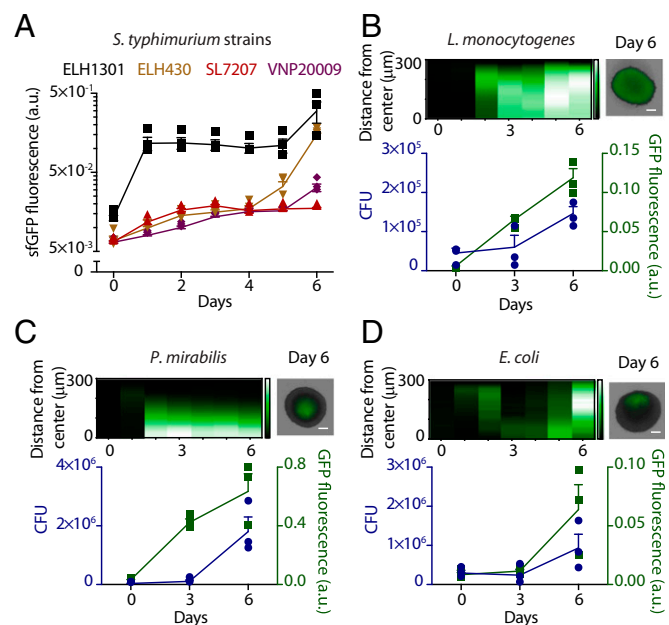 A
S. typhimurium strains
ELH1301 ELH430 SL7207 VNP20009
sfGFP fluorescence (a.u.)
5×10⁻¹
5×10⁻²
5×10⁻³
0
0 2 4 6
Days
B
L. monocytogenes
Day 6
Distance from
center (μm)
300
0
0 3 6
CFU
3×10⁵
1×10⁵
0
GFP fluorescence
(a.u.)
0.15
0.10
0.05
0.00
0 3 6
Days
C
P. mirabilis
Day 6
Distance from
center (μm)
300
0
0 2 4 6
CFU
4×10⁶
2×10⁶
0
GFP fluorescence
(a.u.)
0.8
0.4
0.0
0 3 6
Days
D
E. coli
Day 6
Distance from
center (μm)
300
0
0 2 4 6
CFU
3×10⁶
2×10⁶
1×10⁶
0
GFP fluorescence
(a.u.)
0.10
0.05
0.00
0 3 6
Days